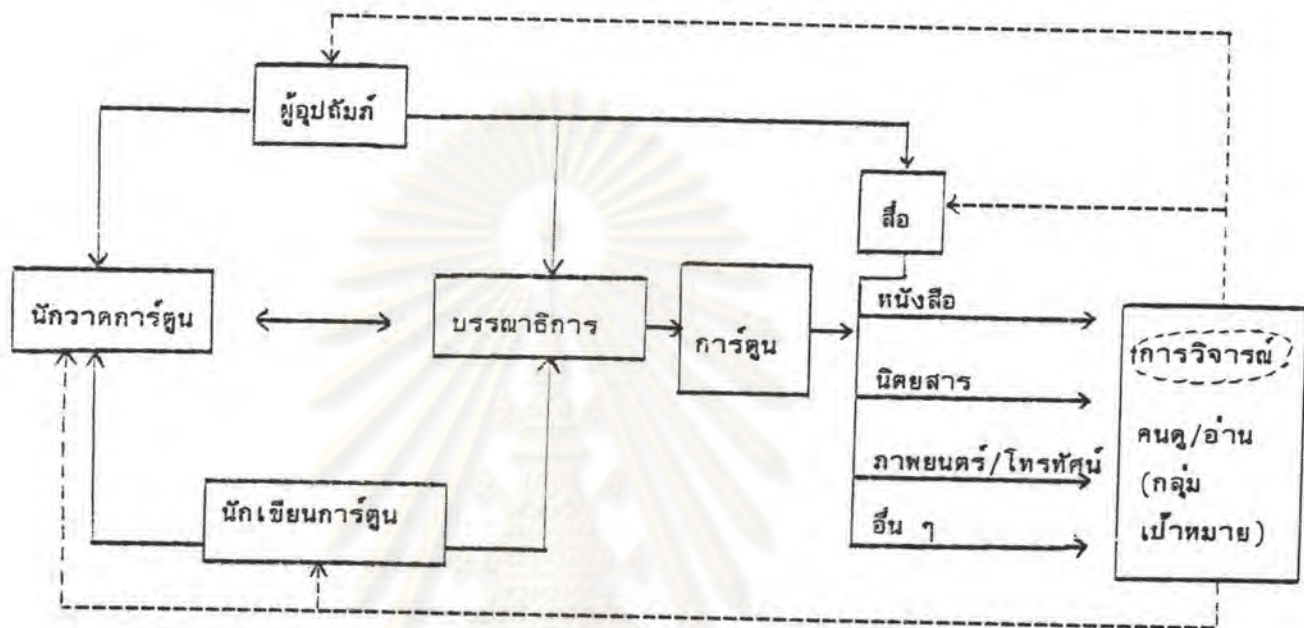 ผู้อุปถัมภ์
สื่อ
นักวาดการ์ตูน
บรรณาธิการ
การ์ตูน
หนังสือ
นิตยสาร
ภาพยนตร์/โทรทัศน์
อื่น ๆ
การวิจารณ์
คนดู/อ่าน
(กลุ่ม
เป้าหมาย)
นักเขียนการ์ตูน